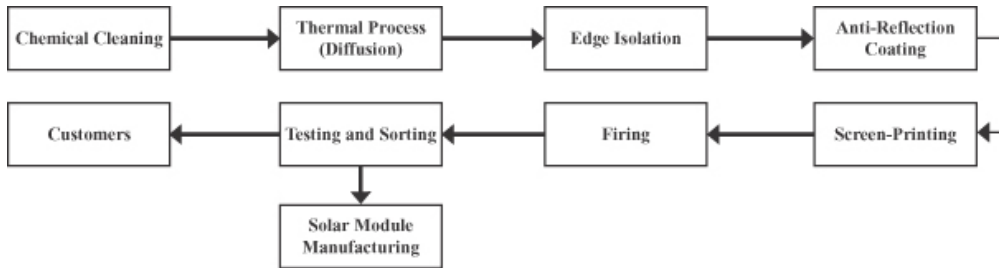 Chemical Cleaning
Thermal Process
(Diffusion)
Edge Isolation
Anti-Reflection
Coating
Customers
Testing and Sorting
Firing
Screen-Printing
Solar Module
Manufacturing